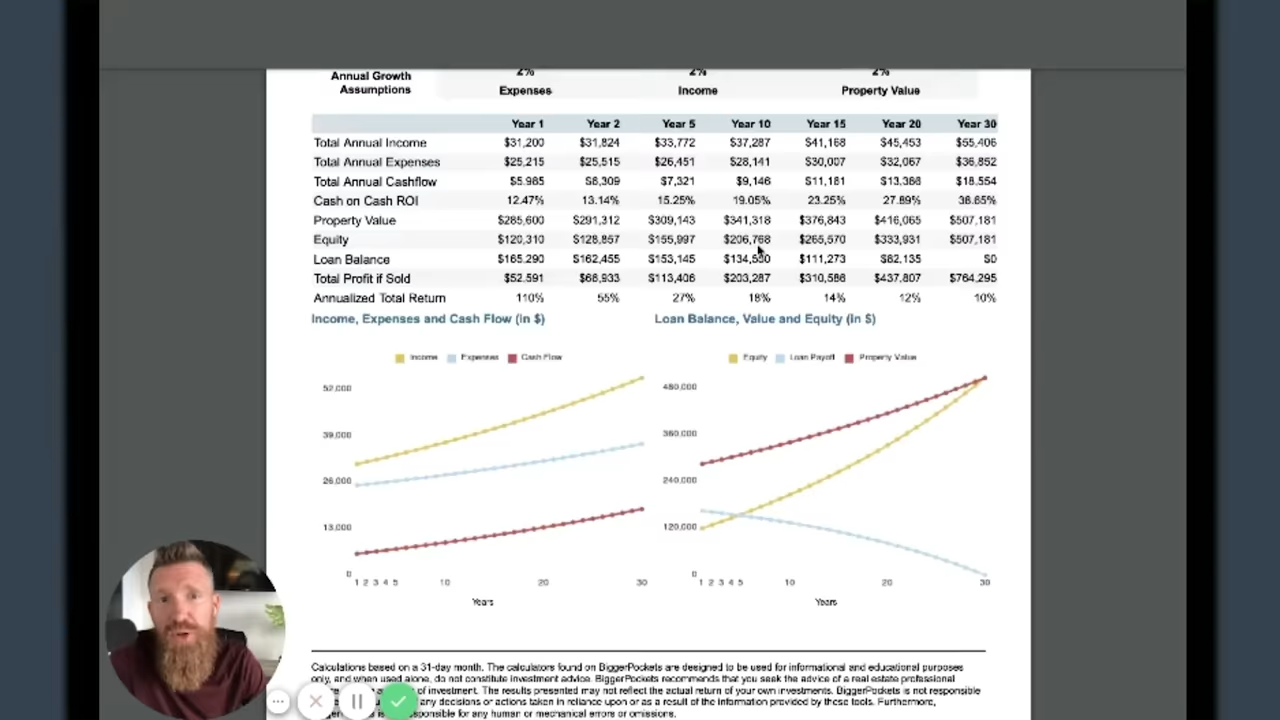 2% 2% 2%
Annual Growth Assumptions Expenses Income Property Value
Year 1 Year 2 Year 5 Year 10 Year 15 Year 20 Year 30
Total Annual Income $31,200 $31,824 $33,772 $37,287 $41,168 $45,453 $55,406
Total Annual Expenses $25,215 $25,515 $26,451 $28,141 $30,007 $32,067 $36,852
Total Annual Cashflow $5,985 $6,309 $7,321 $9,146 $11,161 $13,386 $18,554
Cash on Cash ROI 12.47% 13.14% 15.25% 19.05% 23.25% 27.89% 38.65%
Property Value $285,600 $291,312 $309,143 $341,318 $376,843 $416,065 $507,181
Equity $120,310 $128,857 $155,997 $206,768 $265,570 $333,931 $507,181
Loan Balance $165,290 $162,455 $153,145 $134,550 $111,273 $82,135 $0
Total Profit if Sold $52,591 $66,933 $113,406 $203,287 $310,586 $437,807 $764,295
Annualized Total Return 110% 55% 27% 18% 14% 12% 10%
Income, Expenses and Cash Flow (in $)
Loan Balance, Value and Equity (in $)
Income Expenses Cash Flow
Equity Loan Payoff Property Value
52,000
39,000
26,000
13,000
0
1 2 3 4 5 10 20 30
Years
480,000
360,000
240,000
120,000
0
1 2 3 4 5 10 20 30
Years
Calculations based on a 31-day month. The calculators found on BiggerPockets are designed to be used for informational and educational purposes
only, and when used alone, do not constitute investment advice. BiggerPockets recommends that you seek the advice of a real estate professional
of investment. The results presented may not reflect the actual return of your own investments. BiggerPockets is not responsible
any decisions or actions taken in reliance upon or as a result of the information provided by these tools. Furthermore,
responsible for any human or mechanical errors or omissions.